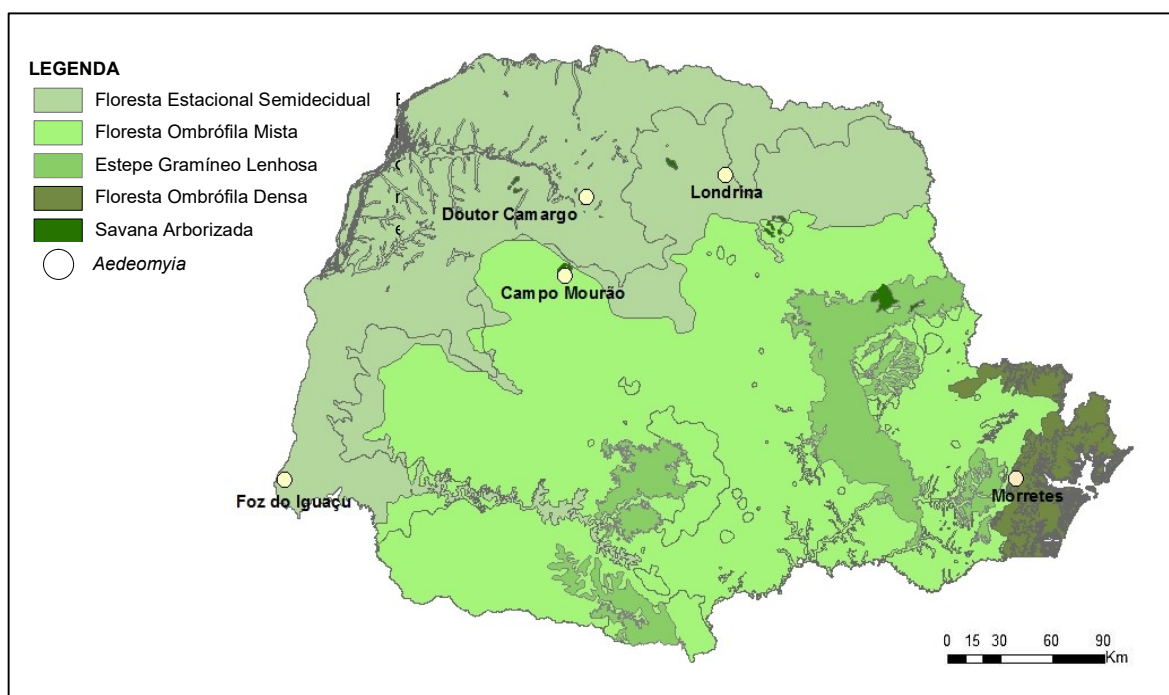 LEGENDA
Floresta Estacional Semidecidual
Floresta Ombrófila Mista
Estepe Gramíneo Lenhosa
Floresta Ombrófila Densa
Savana Arborizada
Aedeomyia
Londrina
Doutor Camargo
Campo Mourão
Foz do Iguaçu
Morretes
0 15 30 60 90
Km